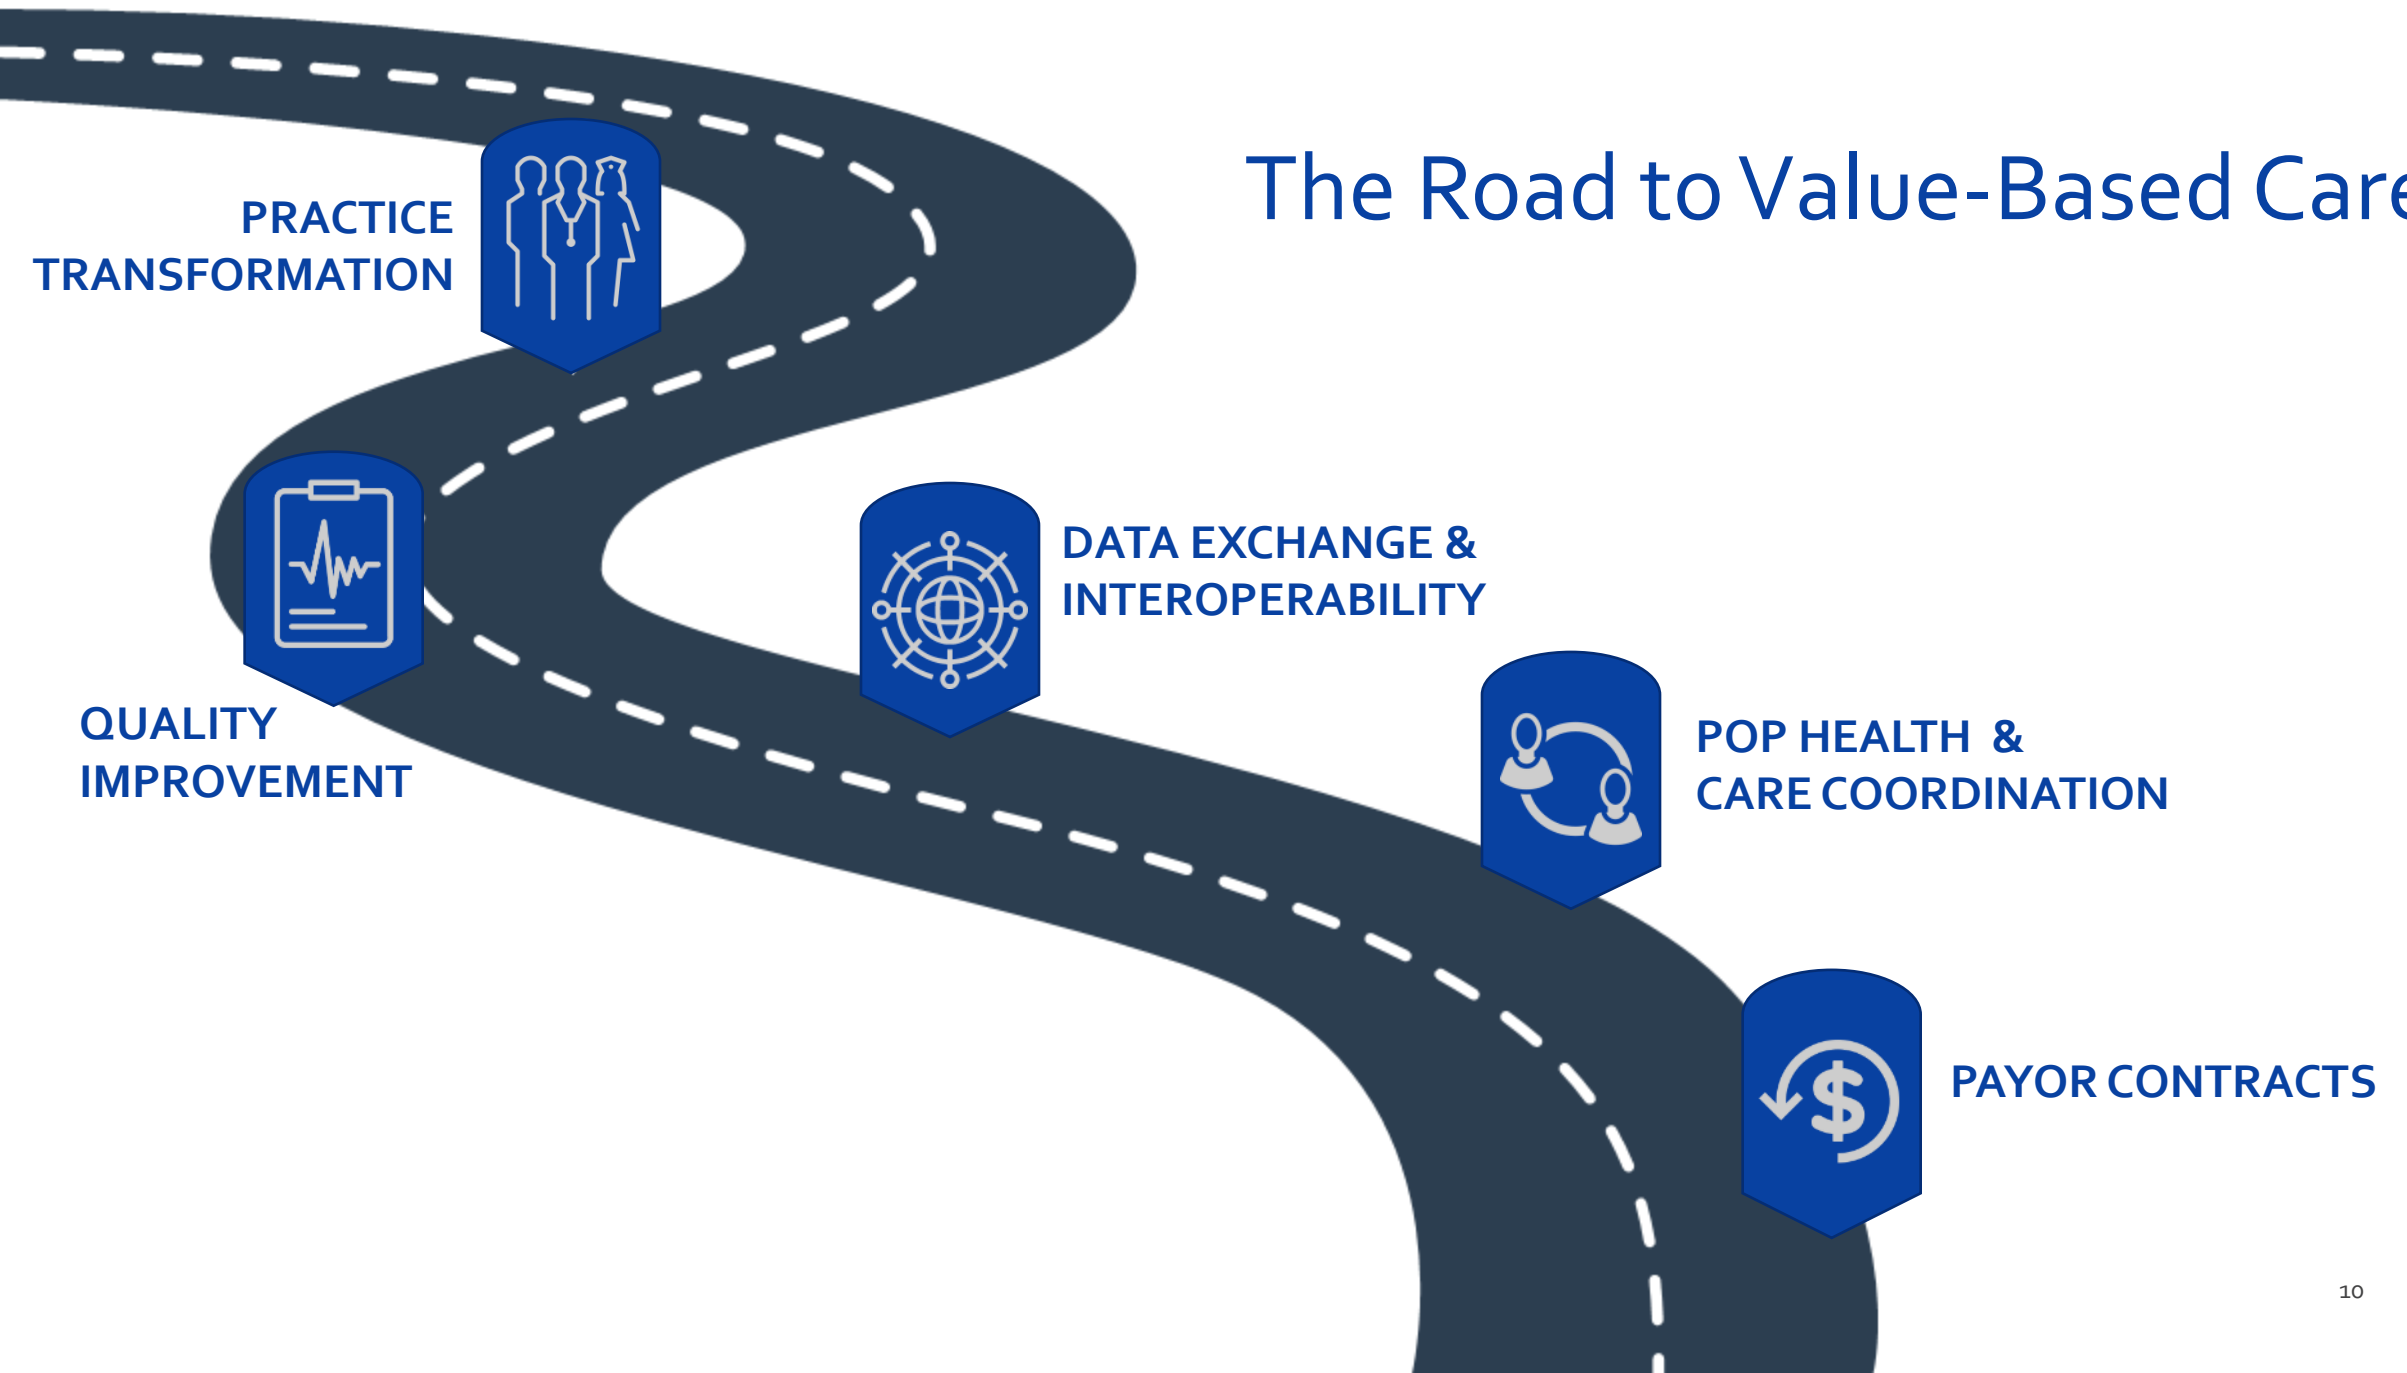 The Road to Value-Based Care
PRACTICE
TRANSFORMATION
DATA EXCHANGE &
INTEROPERABILITY
QUALITY
IMPROVEMENT
POP HEALTH &
CARE COORDINATION
PAYOR CONTRACTS
10